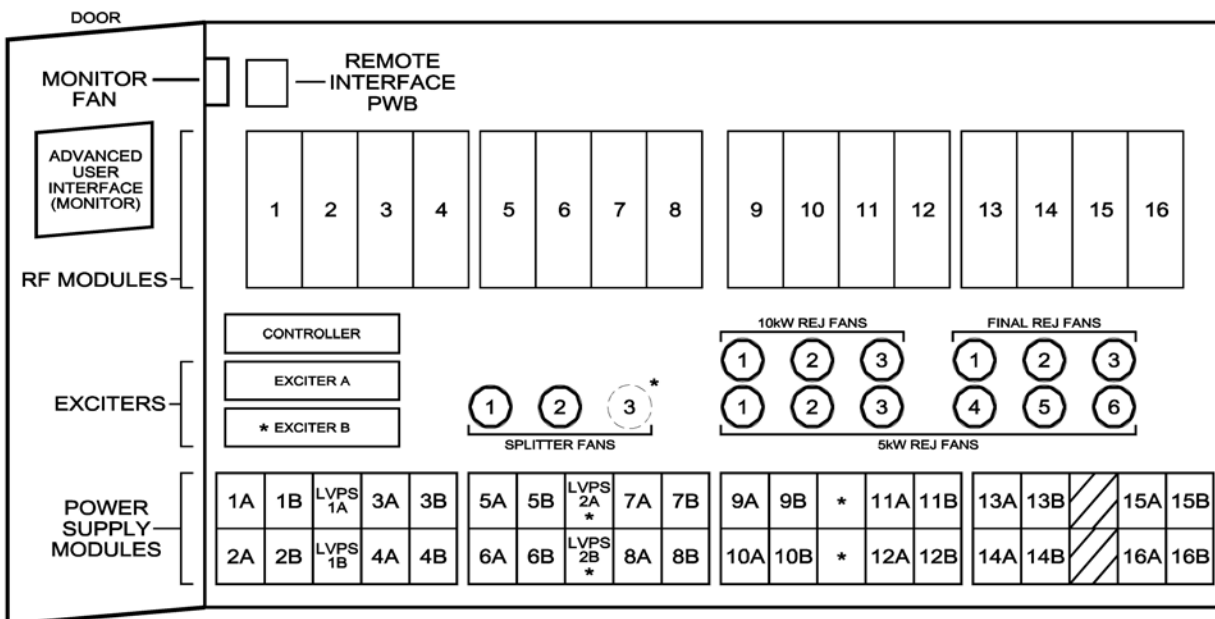 DOOR
MONITOR
FAN
REMOTE
INTERFACE
PWB
ADVANCED
USER
INTERFACE
(MONITOR)
RF MODULES
1 2 3 4 5 6 7 8 9 10 11 12 13 14 15 16
CONTROLLER
EXCITER A
* EXCITER B
EXCITERS
1 2 3 *
SPLITTER FANS
10kW REJ FANS
1 2 3
FINAL REJ FANS
1 2 3
1 2 3 4 5 6
5kW REJ FANS
POWER
SUPPLY
MODULES
1A 1B LVPS 1A 3A 3B 5A 5B LVPS 2A * 7A 7B 9A 9B * 11A 11B 13A 13B 15A 15B
2A 2B LVPS 1B 4A 4B 6A 6B LVPS 2B * 8A 8B 10A 10B * 12A 12B 14A 14B 16A 16B